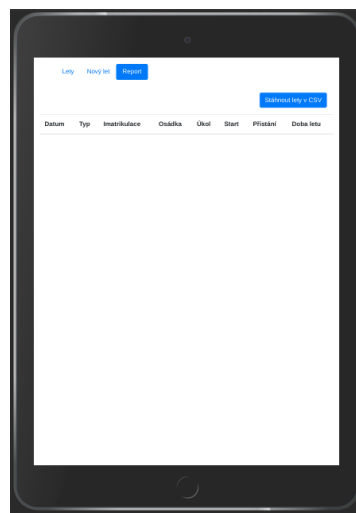 Lety Nový let Report
Stáhnout lety v CSV
Datum Typ Imatrikulace Osádka Úkol Start Přistání Doba letu